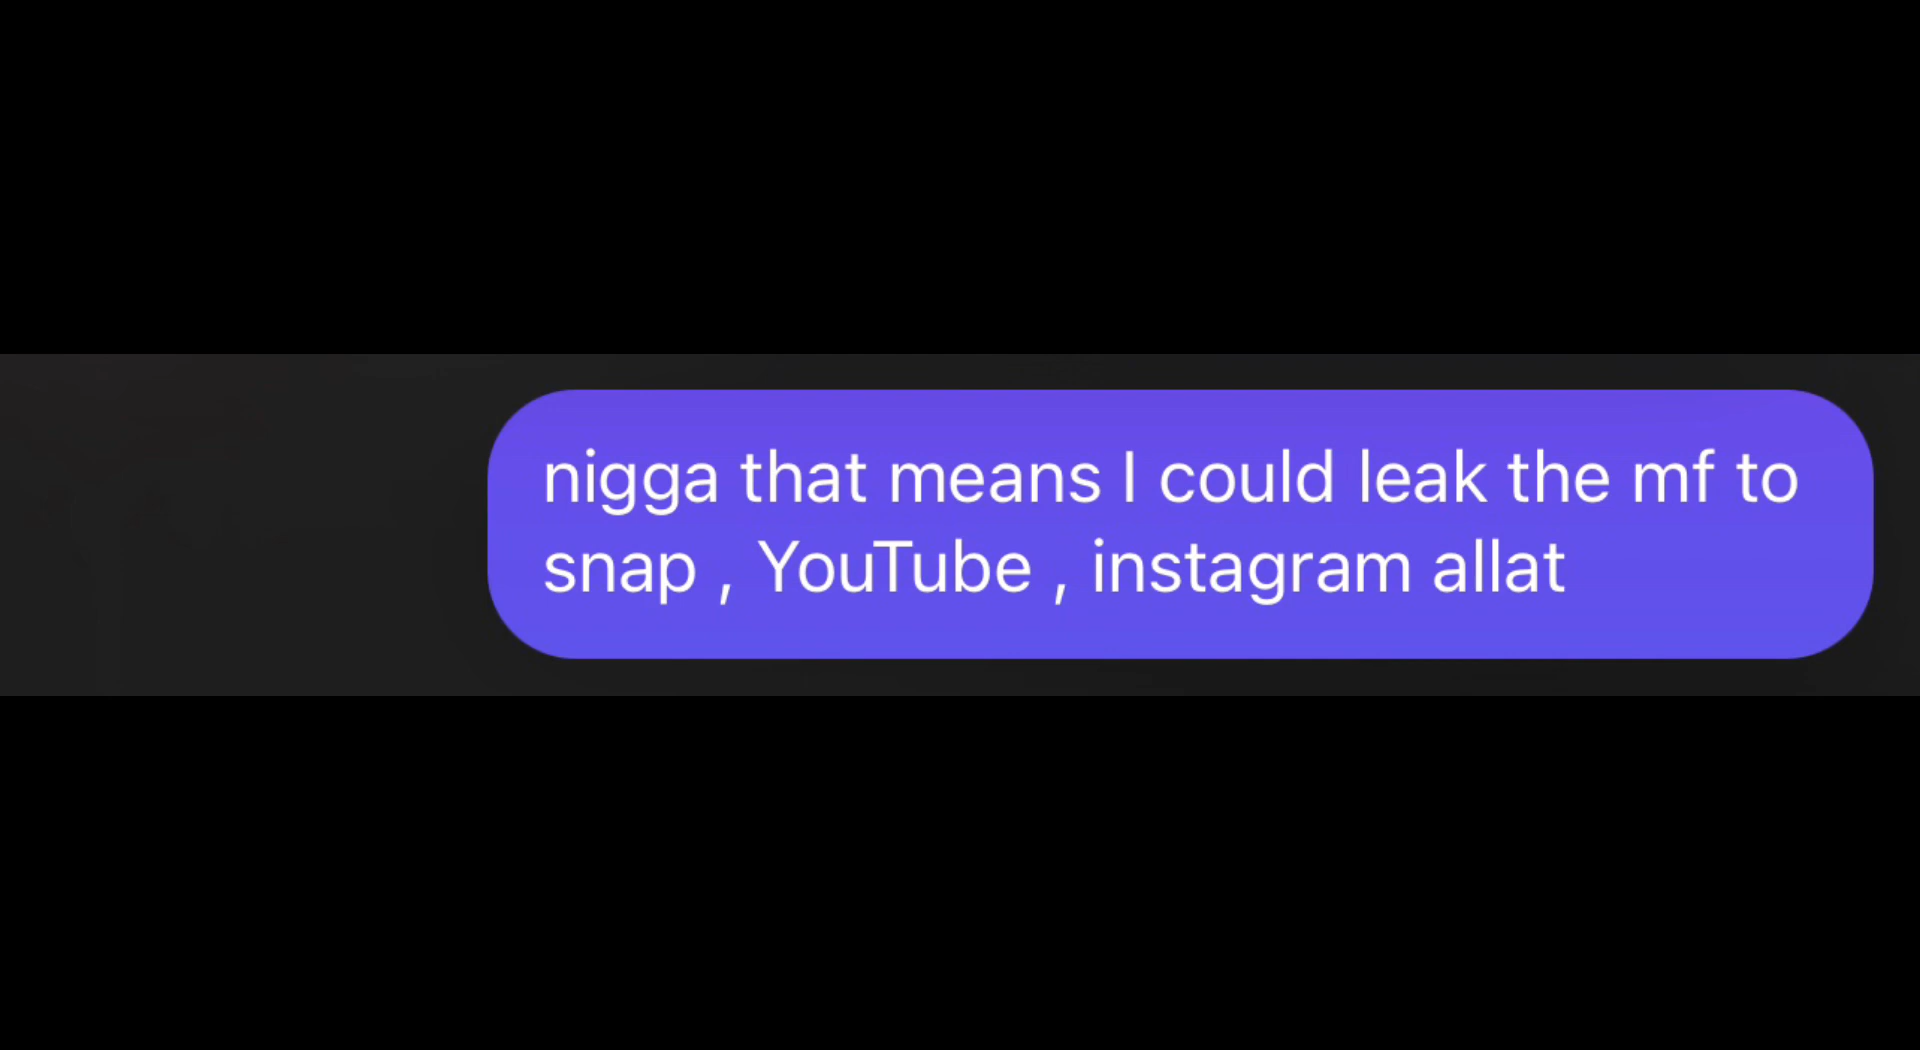 nigga that means I could leak the mf to
snap , YouTube , instagram allat